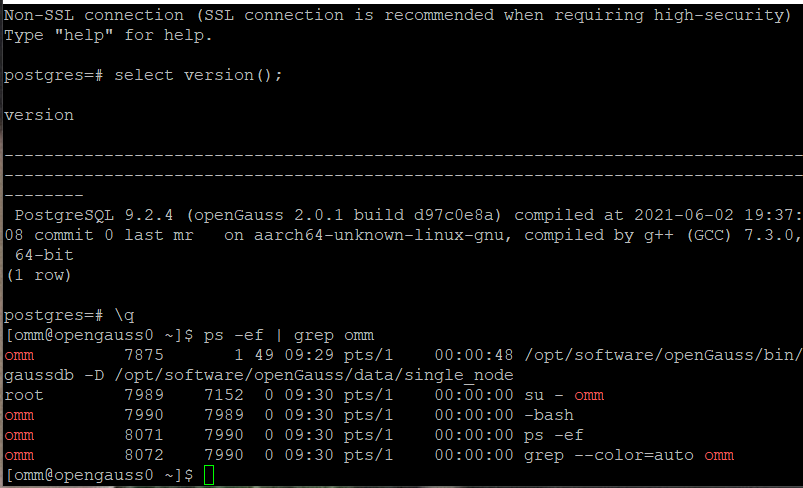 Non-SSL connection (SSL connection is recommended when requiring high-security)
Type "help" for help.
postgres=# select version();
version
--------------------------------------------------------------------------------
--------------------------------------------------------------------------------
--------
 PostgreSQL 9.2.4 (openGauss 2.0.1 build d97c0e8a) compiled at 2021-06-02 19:37:
08 commit 0 last mr   on aarch64-unknown-linux-gnu, compiled by g++ (GCC) 7.3.0,
 64-bit
(1 row)
postgres=# \q
[omm@opengauss0 ~]$ ps -ef | grep omm
omm         7875       1 49 09:29 pts/1    00:00:48 /opt/software/openGauss/bin/
gaussdb -D /opt/software/openGauss/data/single_node
root        7989    7152  0 09:30 pts/1    00:00:00 su - omm
omm         7990    7989  0 09:30 pts/1    00:00:00 -bash
omm         8071    7990  0 09:30 pts/1    00:00:00 ps -ef
omm         8072    7990  0 09:30 pts/1    00:00:00 grep --color=auto omm
[omm@opengauss0 ~]$